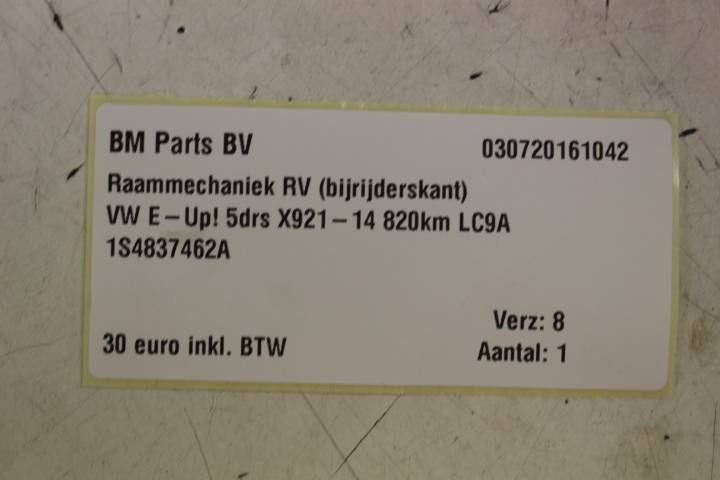 BM Parts BV 030720161042
Raammechaniek RV (bijrijderskant)
VW E-Up! 5drs X921-14 820km LC9A
1S4837462A
Verz: 8
30 euro inkl. BTW Aantal: 1